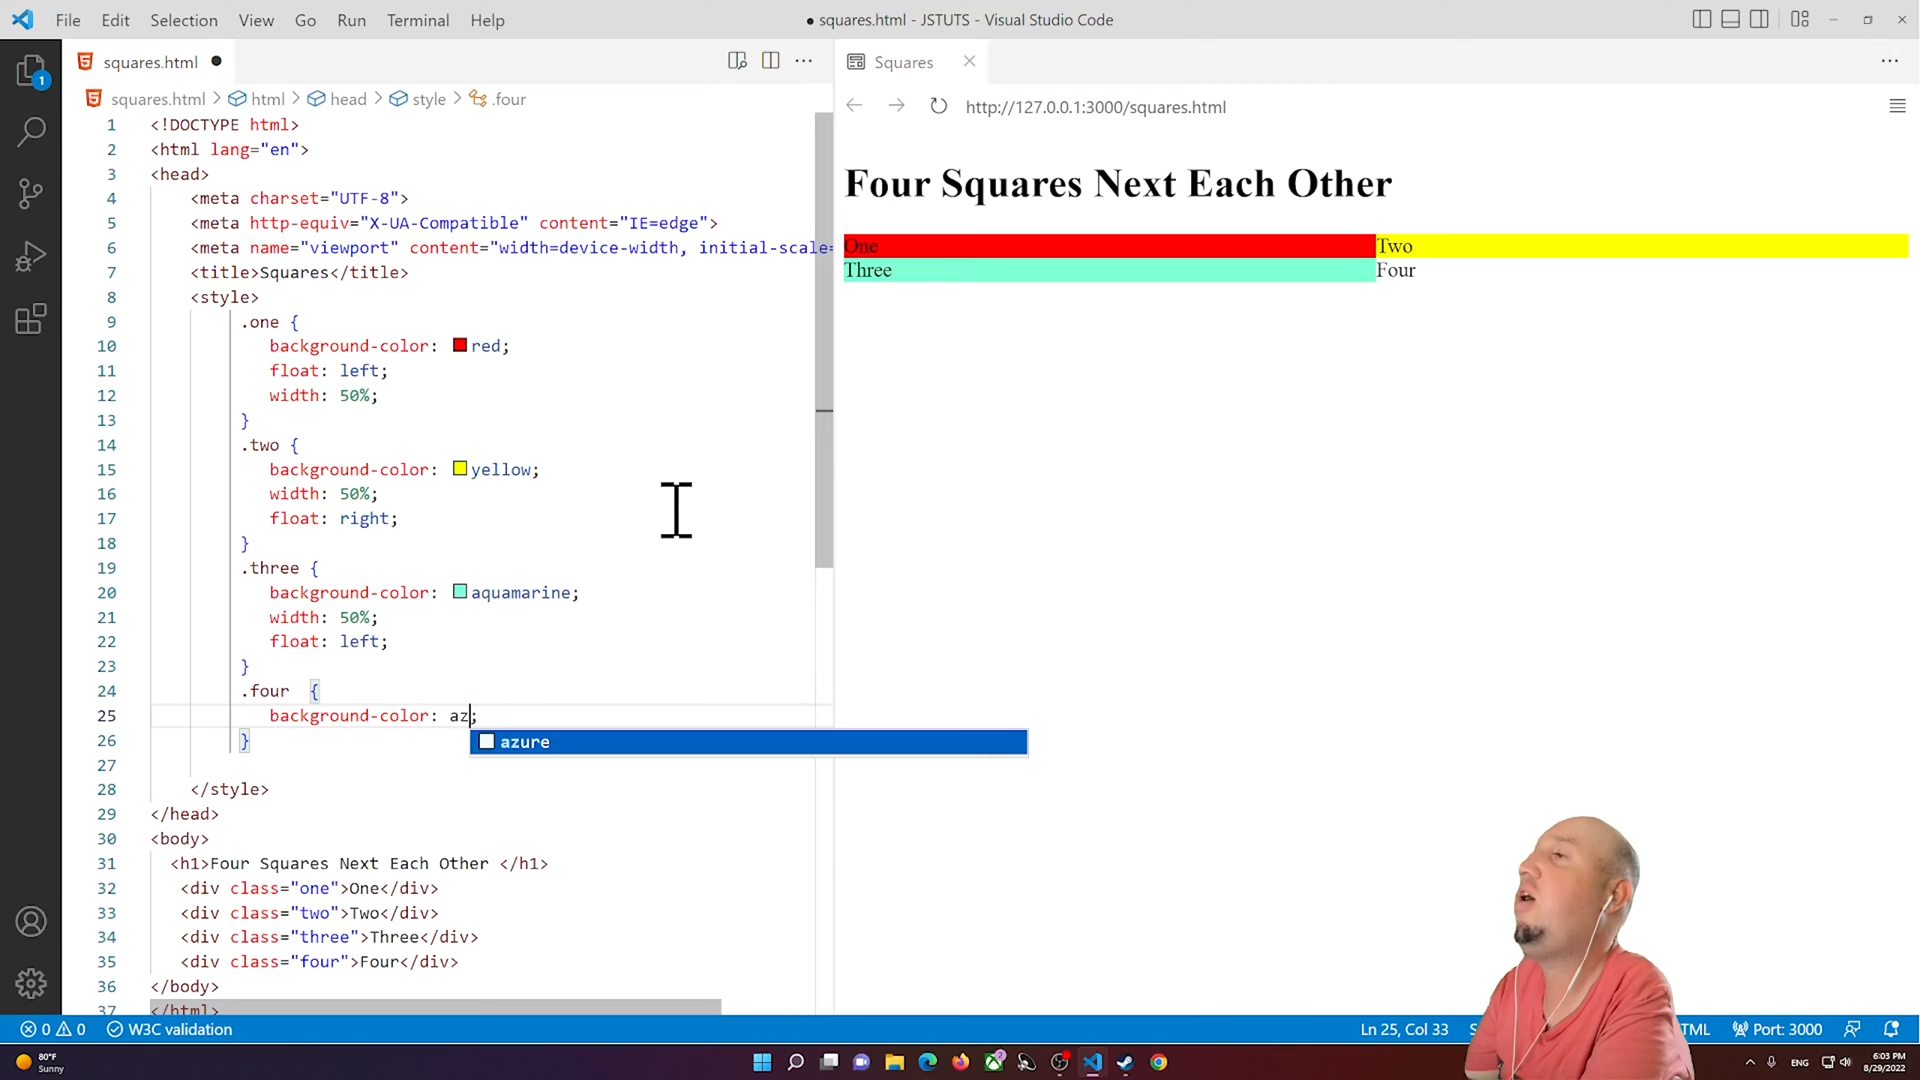 File Edit Selection View Go Run Terminal Help
● squares.html - JSTUTS - Visual Studio Code
squares.html ●
squares.html > html > head > style > .four
1 <!DOCTYPE html>
2 <html lang="en">
3 <head>
4 <meta charset="UTF-8">
5 <meta http-equiv="X-UA-Compatible" content="IE=edge">
6 <meta name="viewport" content="width=device-width, initial-scale=
7 <title>Squares</title>
8 <style>
9 .one {
10 background-color: red;
11 float: left;
12 width: 50%;
13 }
14 .two {
15 background-color: yellow;
16 width: 50%;
17 float: right;
18 }
19 .three {
20 background-color: aquamarine;
21 width: 50%;
22 float: left;
23 }
24 .four {
25 background-color: az;
azure
26 }
27
28 </style>
29 </head>
30 <body>
31 <h1>Four Squares Next Each Other </h1>
32 <div class="one">One</div>
33 <div class="two">Two</div>
34 <div class="three">Three</div>
35 <div class="four">Four</div>
36 </body>
37 </html>
1
Squares
http://127.0.0.1:3000/squares.html
Four Squares Next Each Other
One Two
Three Four
0 0 W3C validation
Ln 25, Col 33
Port: 3000
80°F
Sunny
2
ENG
6:03 PM
8/29/2022